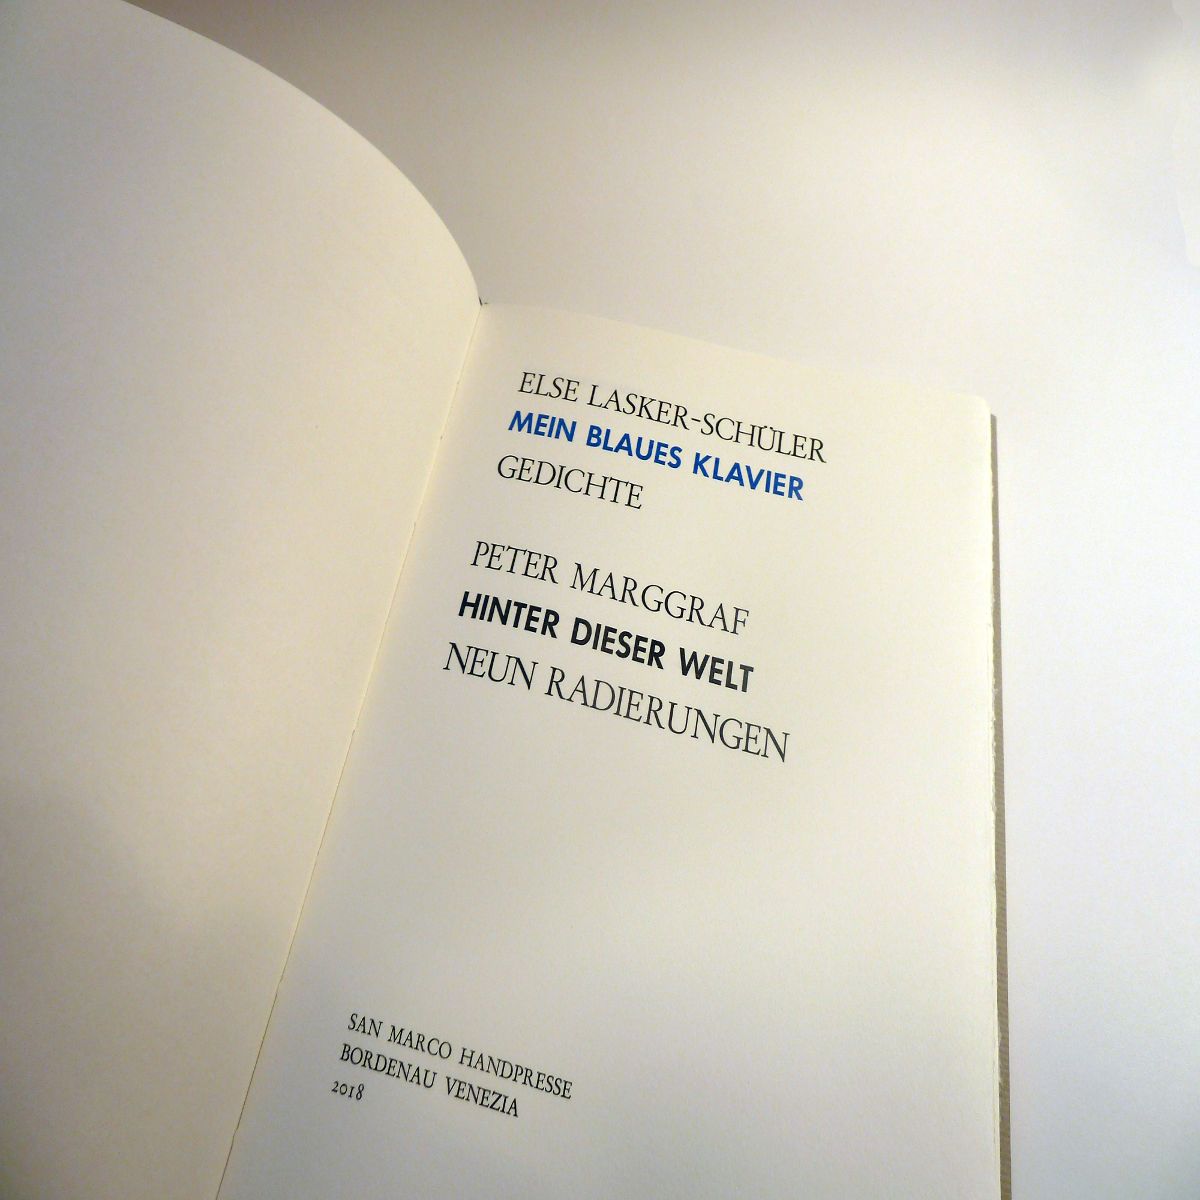 ELSE LASKER-SCHÜLER
MEIN BLAUES KLAVIER
GEDICHTE
PETER MARGGRAF
HINTER DIESER WELT
NEUN RADIERUNGEN
SAN MARCO HANDPRESSE
BORDENAU VENEZIA
2018